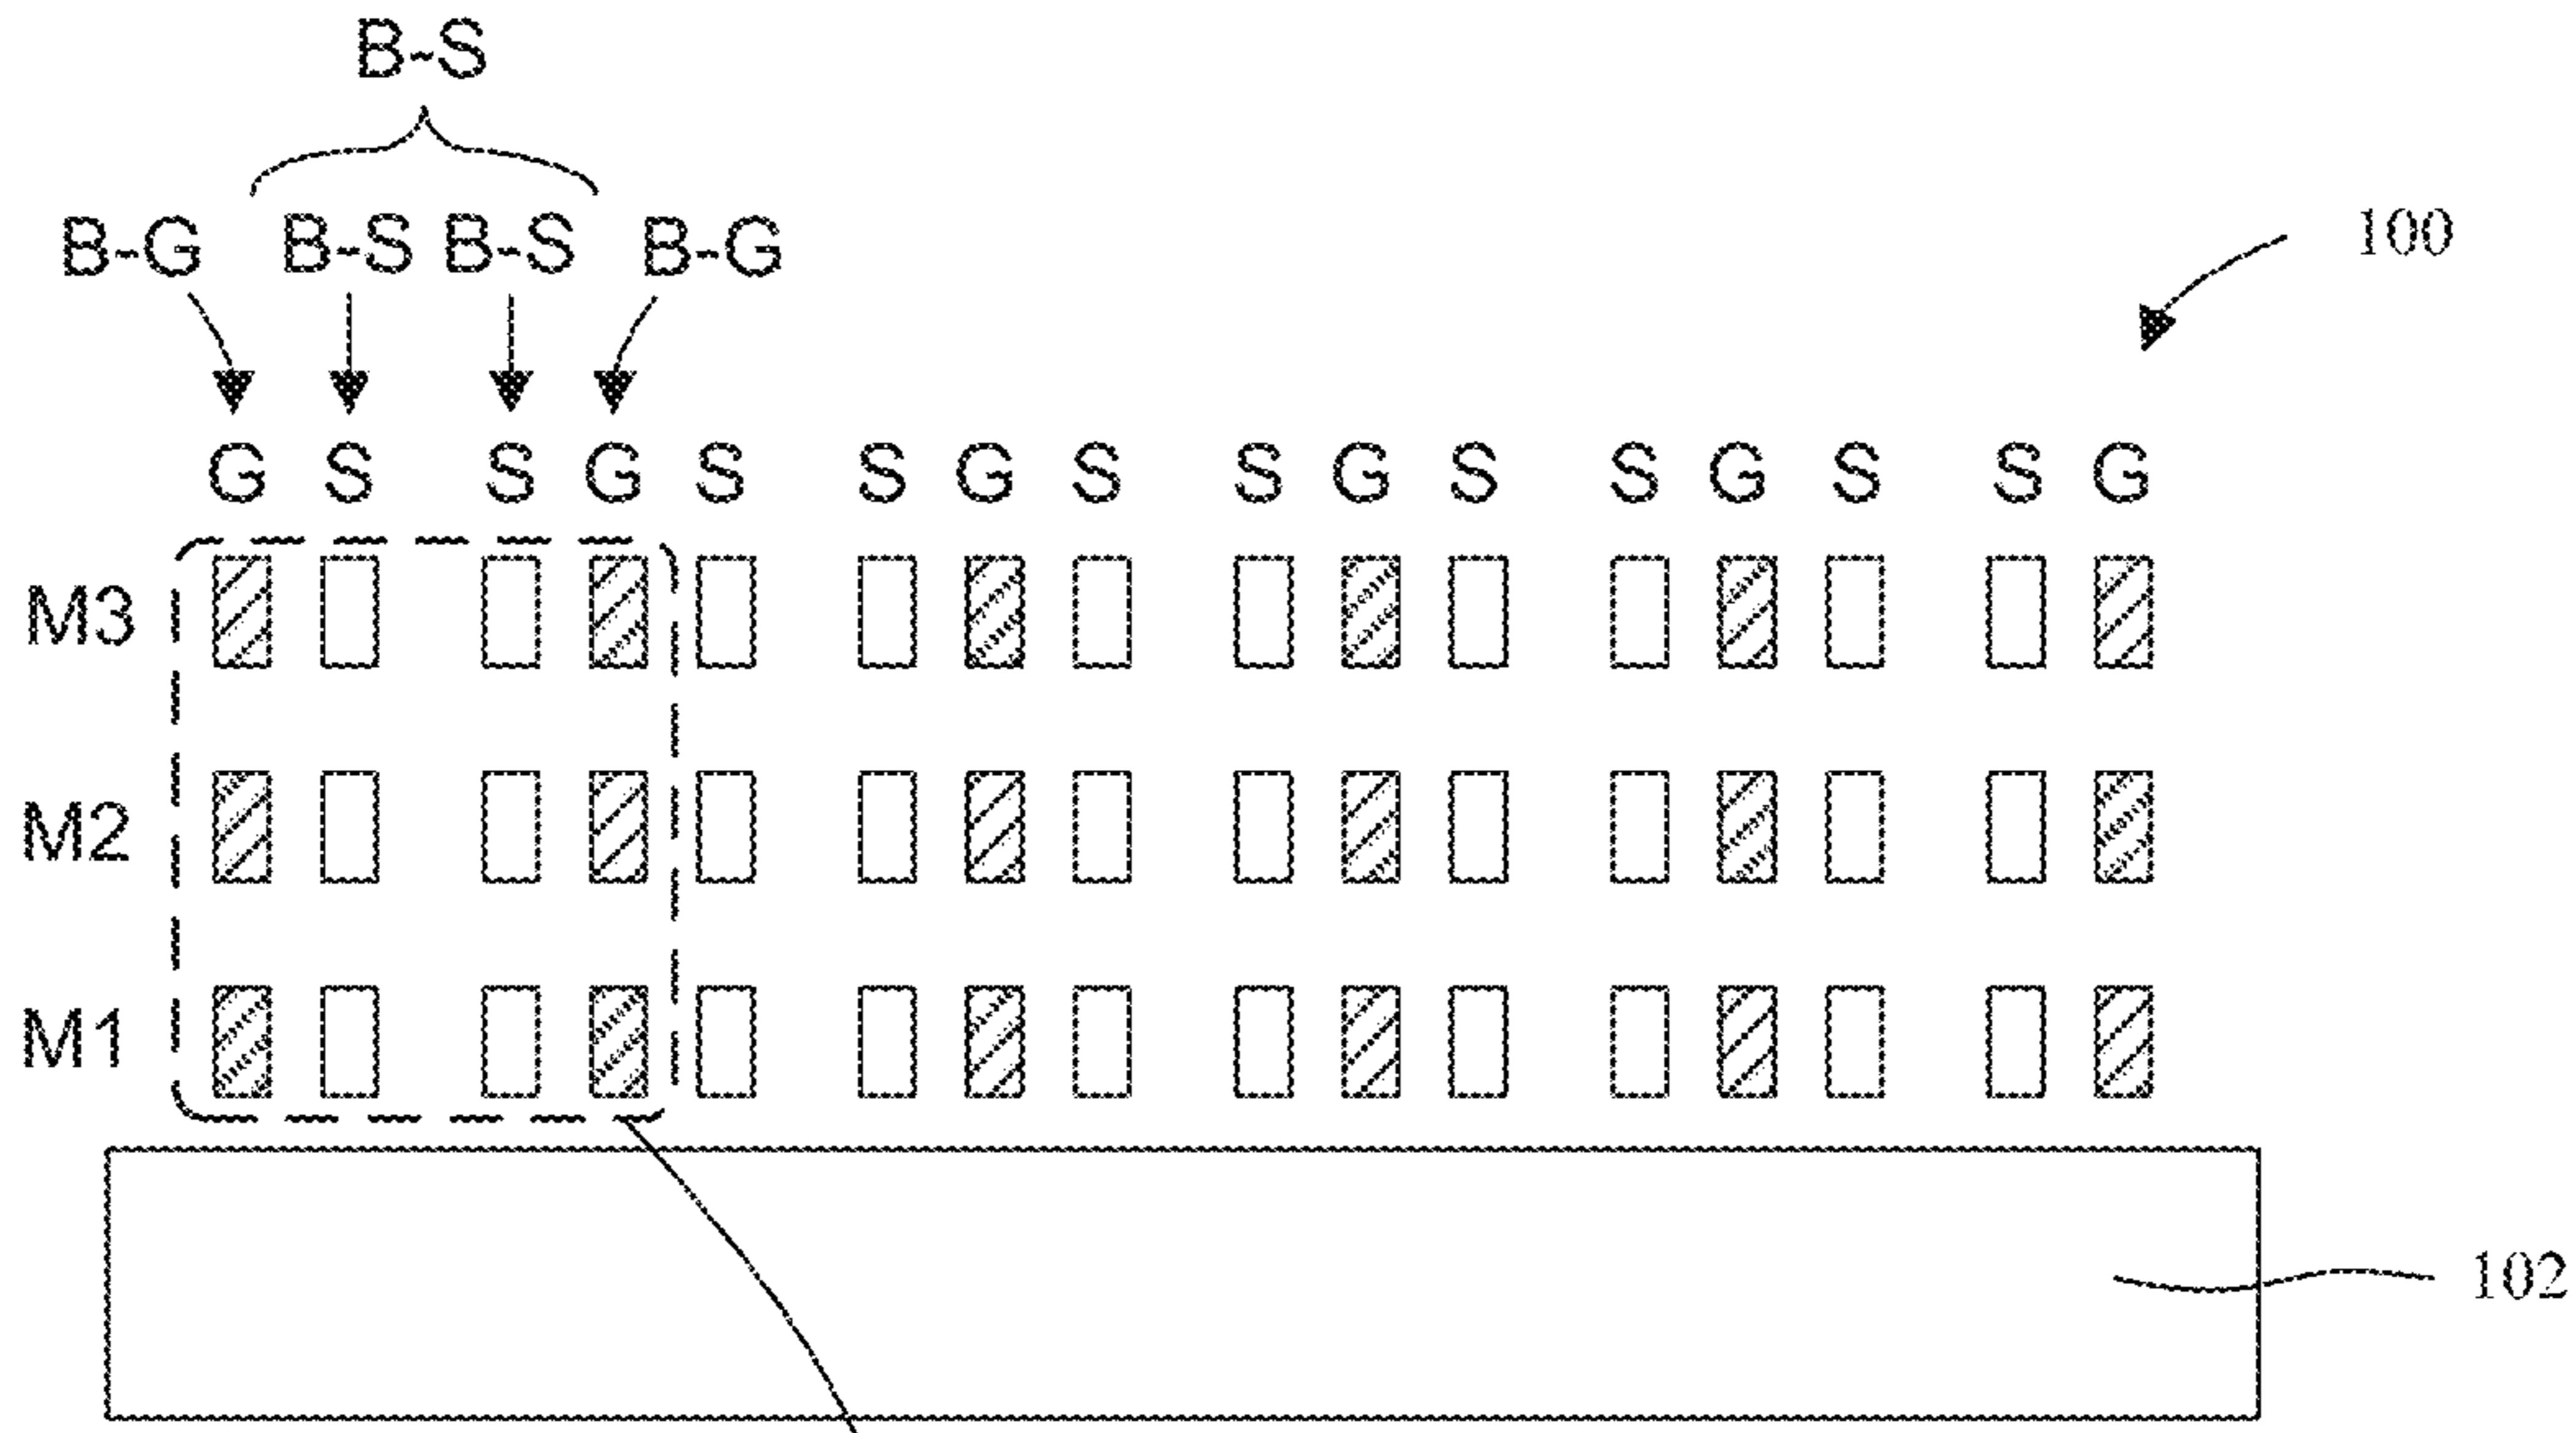 B-S
B-G B-S B-S B-G
100
G S S G S S G S S G S S G S S G
M3
M2
M1
102